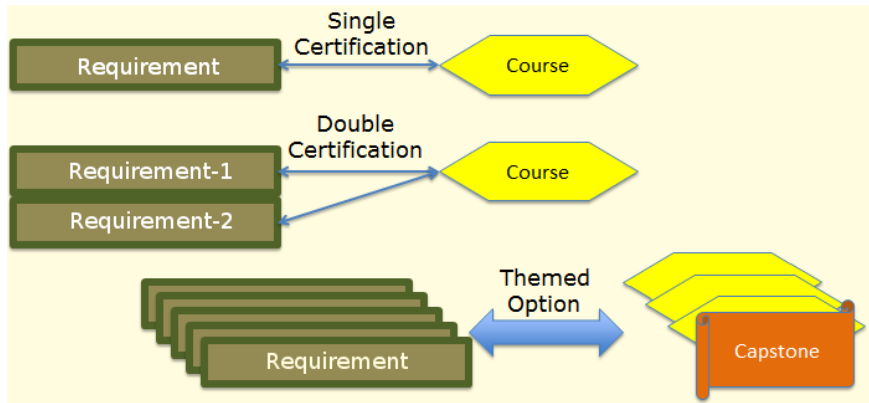 Single
Certification
Requirement
Course
Double
Certification
Requirement-1
Course
Requirement-2
Themed
Option
Requirement
Capstone